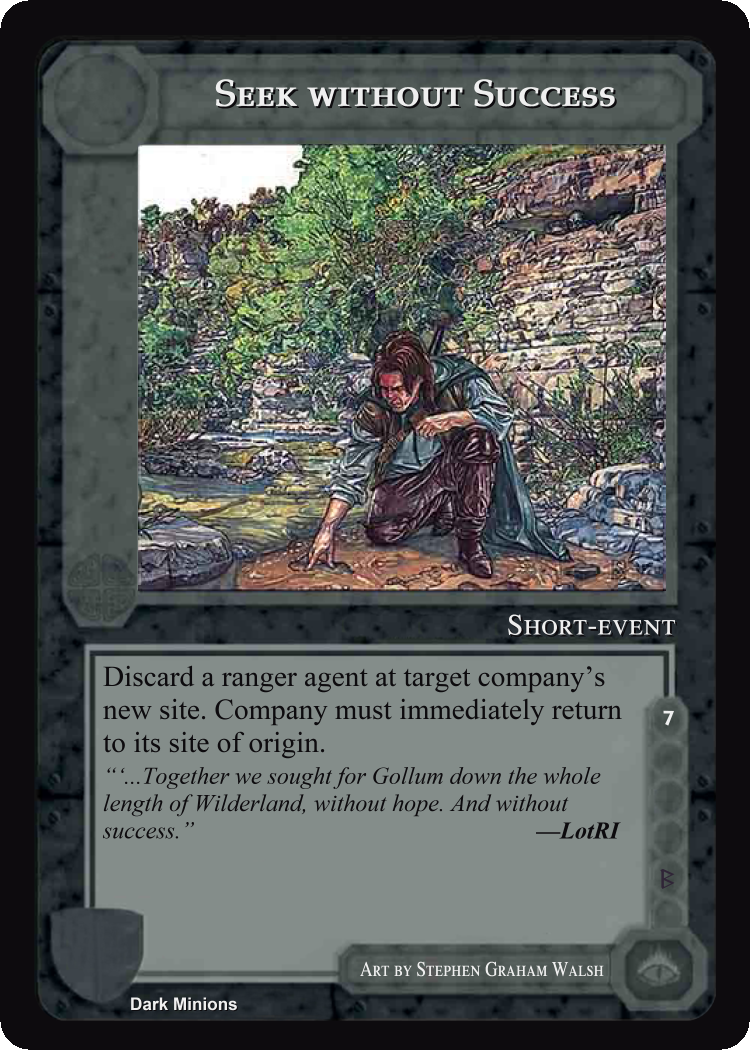 Seek without Success
Short-event
Discard a ranger agent at target company’s
new site. Company must immediately return
to its site of origin.
“‘...Together we sought for Gollum down the whole
length of Wilderland, without hope. And without
success.” —LotRI
7
B
Art by Stephen Graham Walsh
Dark Minions